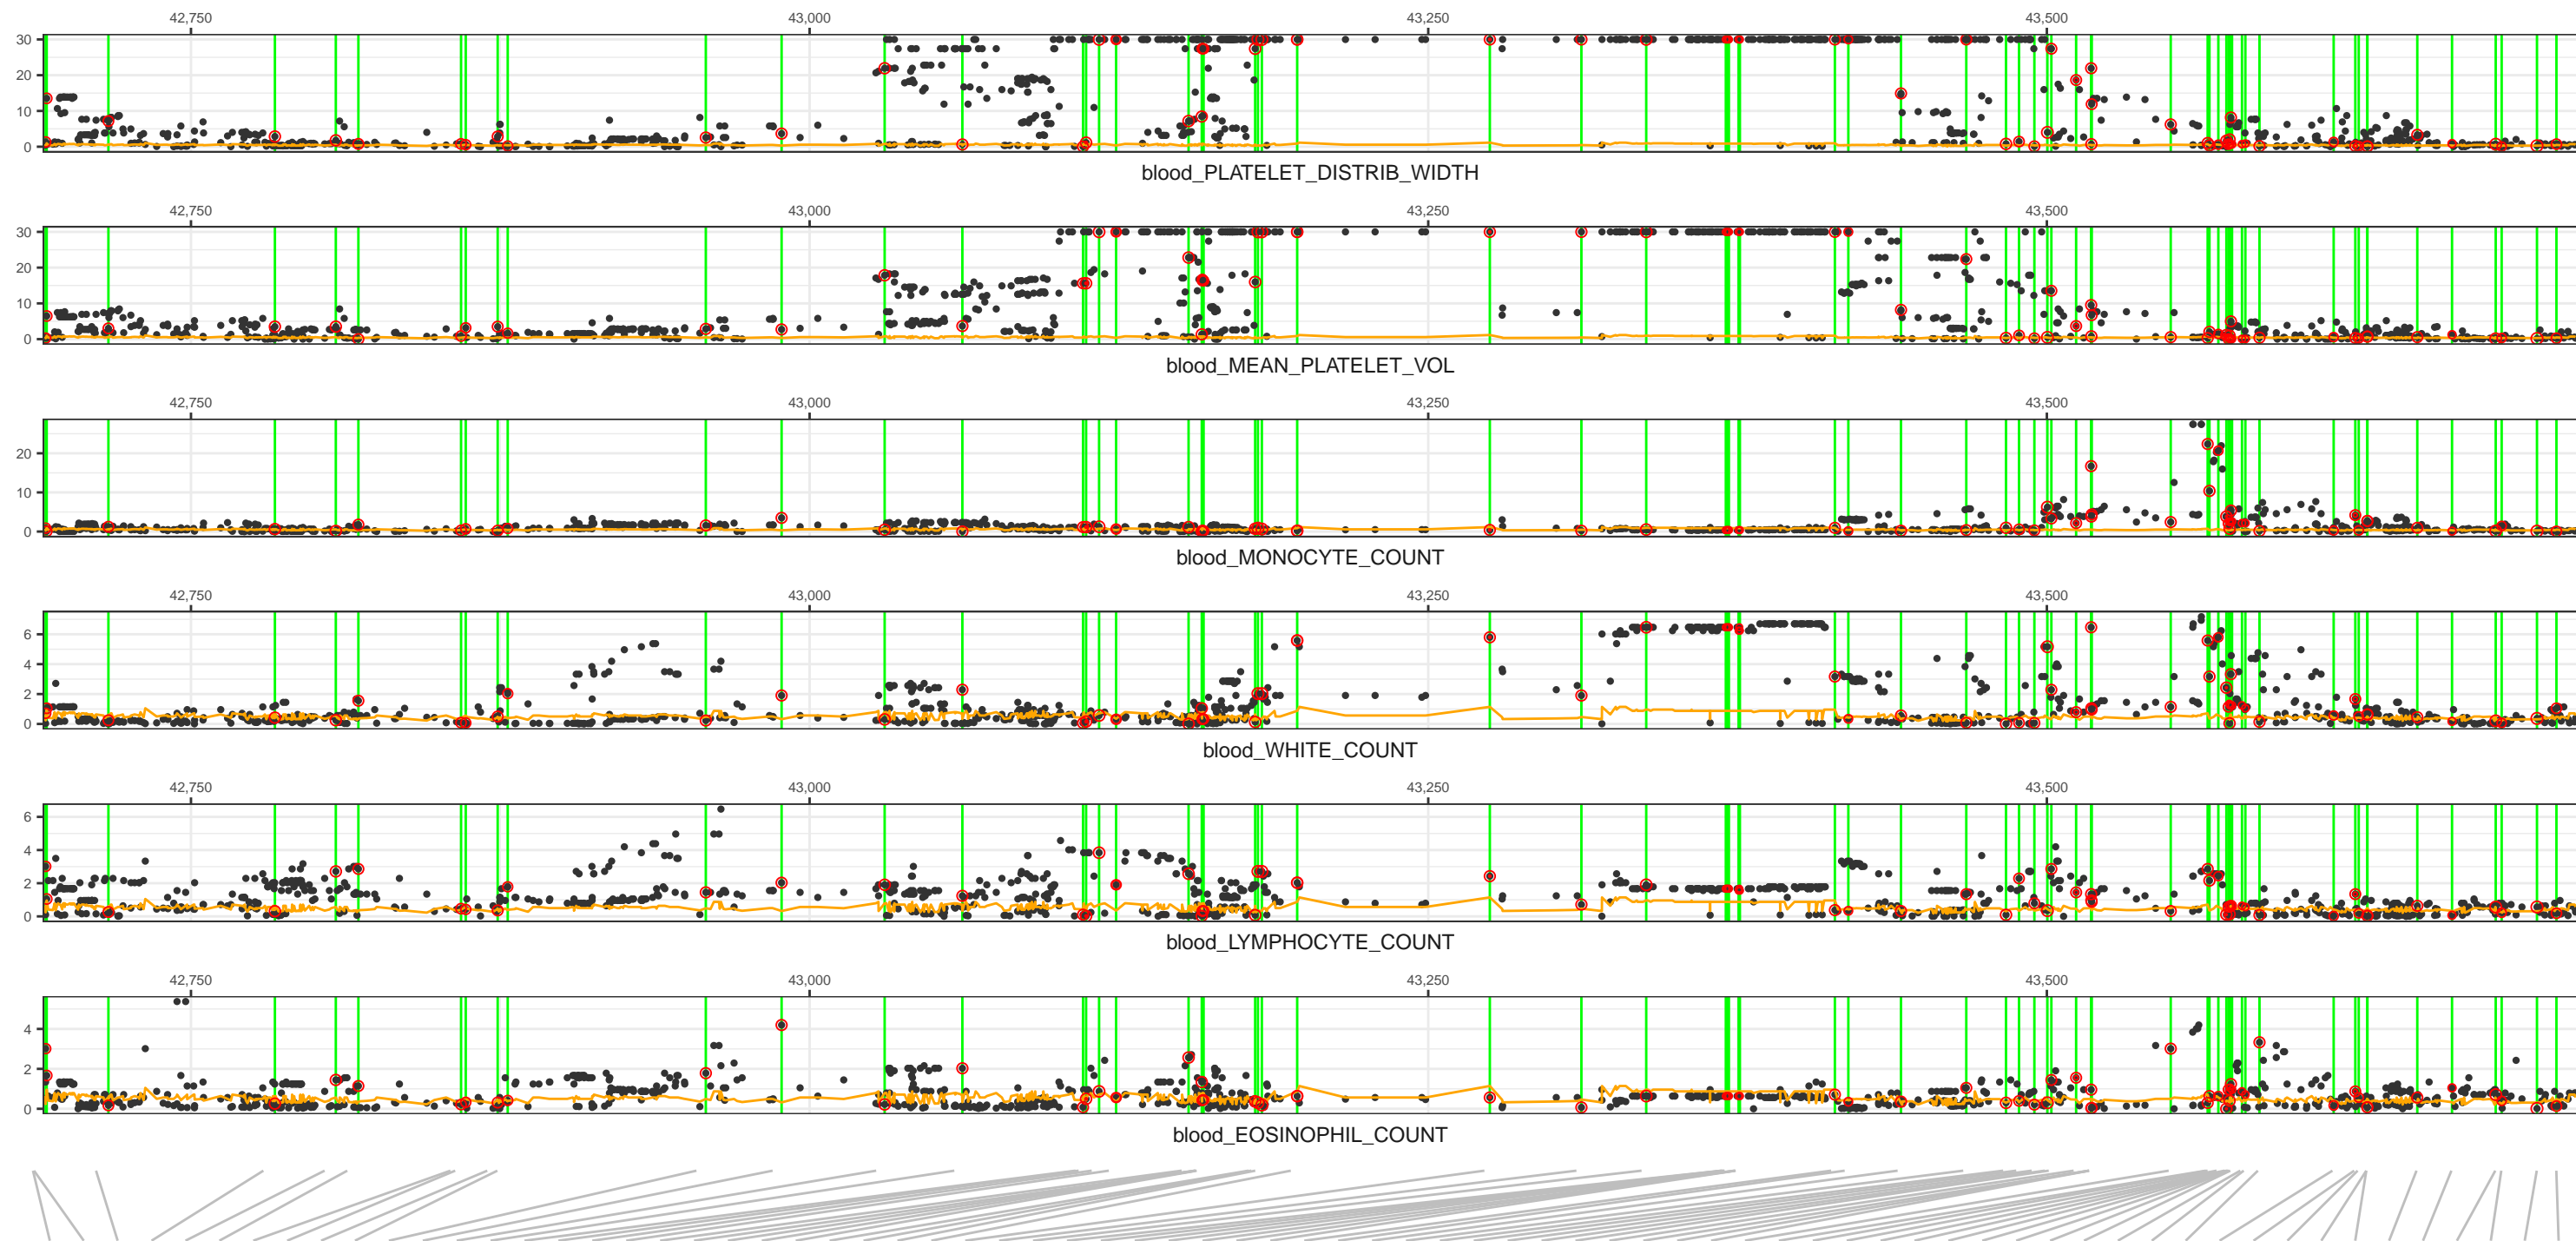 42,750 43,000 43,250 43,500
30
20
10
0
blood_PLATELET_DISTRIB_WIDTH
42,750 43,000 43,250 43,500
30
20
10
0
blood_MEAN_PLATELET_VOL
42,750 43,000 43,250 43,500
20
10
0
blood_MONOCYTE_COUNT
42,750 43,000 43,250 43,500
6
4
2
0
blood_WHITE_COUNT
42,750 43,000 43,250 43,500
6
4
2
0
blood_LYMPHOCYTE_COUNT
42,750 43,000 43,250 43,500
4
2
0
blood_EOSINOPHIL_COUNT